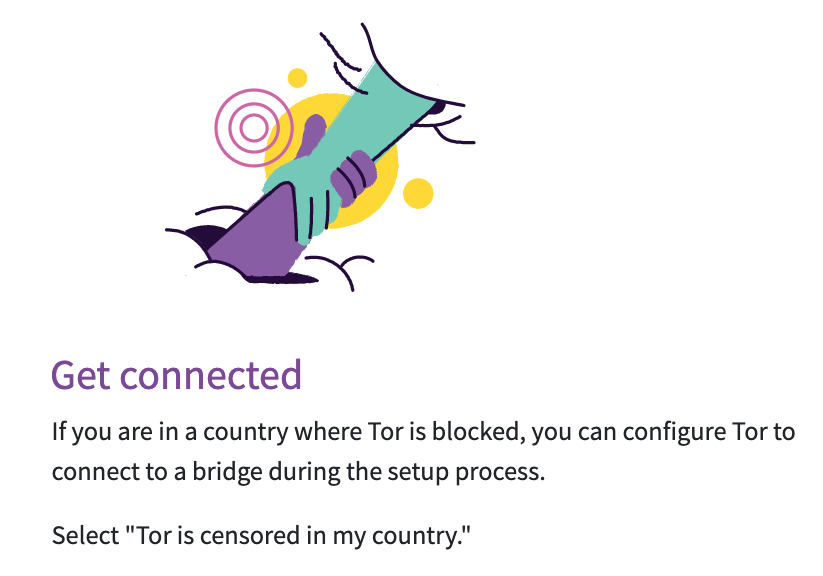 Get connected
If you are in a country where Tor is blocked, you can configure Tor to
connect to a bridge during the setup process.
Select "Tor is censored in my country."